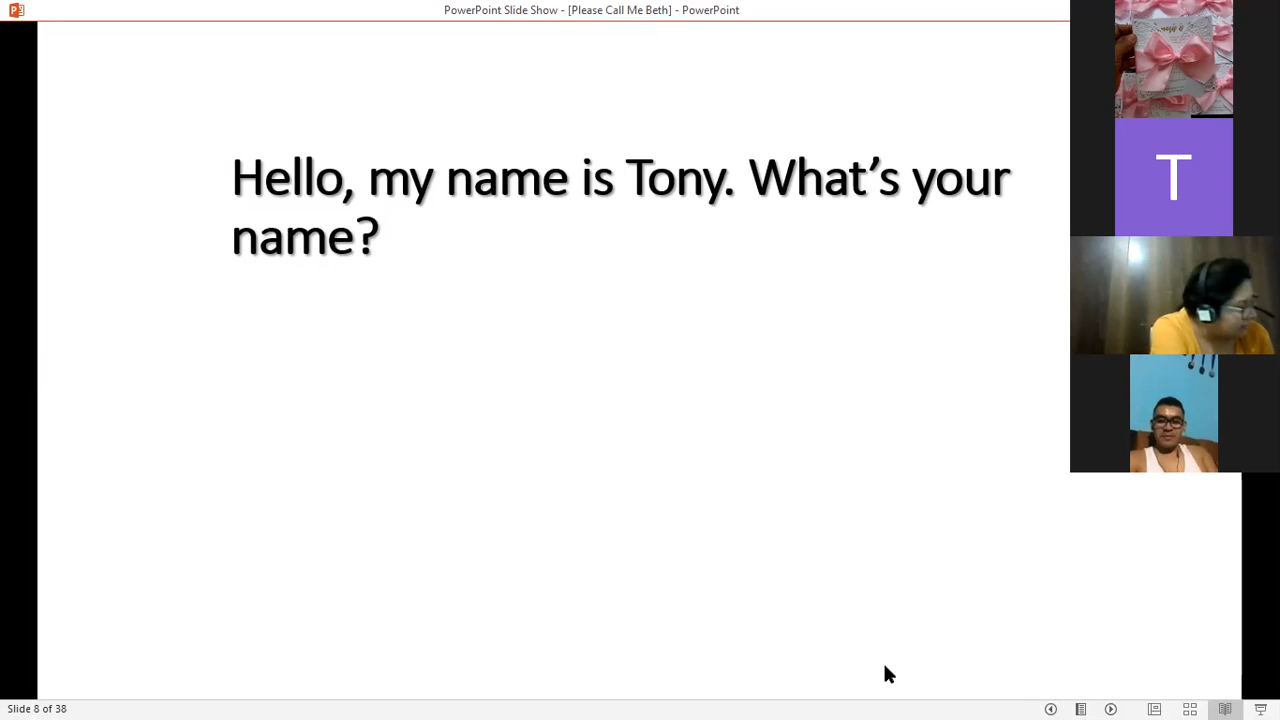 PowerPoint Slide Show - [Please Call Me Beth] - PowerPoint
Hello, my name is Tony. What’s your
name?
T
Slide 8 of 38